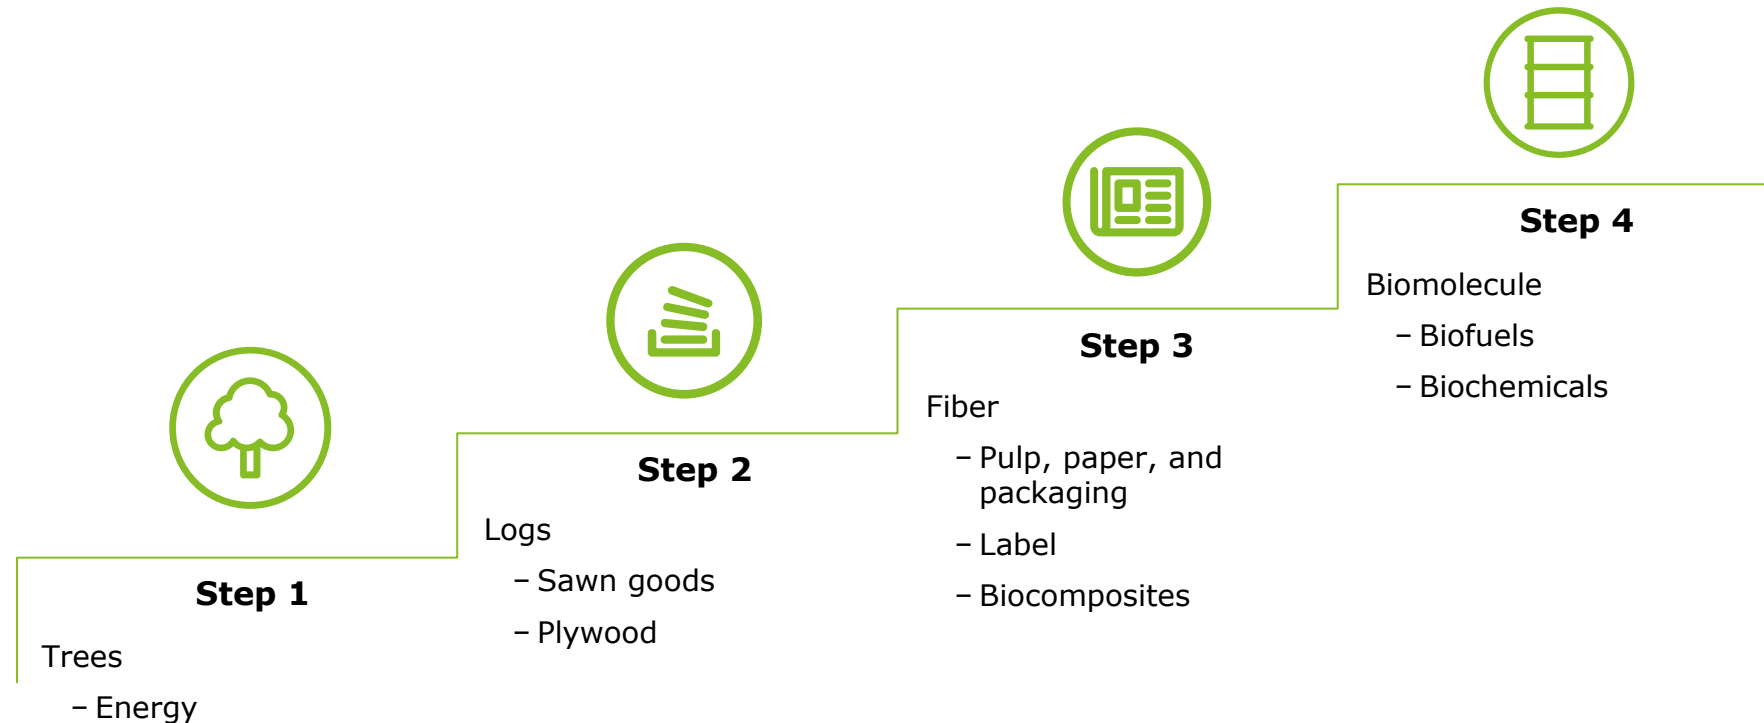 Step 1
Trees
– Energy
Step 2
Logs
– Sawn goods
– Plywood
Step 3
Fiber
– Pulp, paper, and
packaging
– Label
– Biocomposites
Step 4
Biomolecule
– Biofuels
– Biochemicals